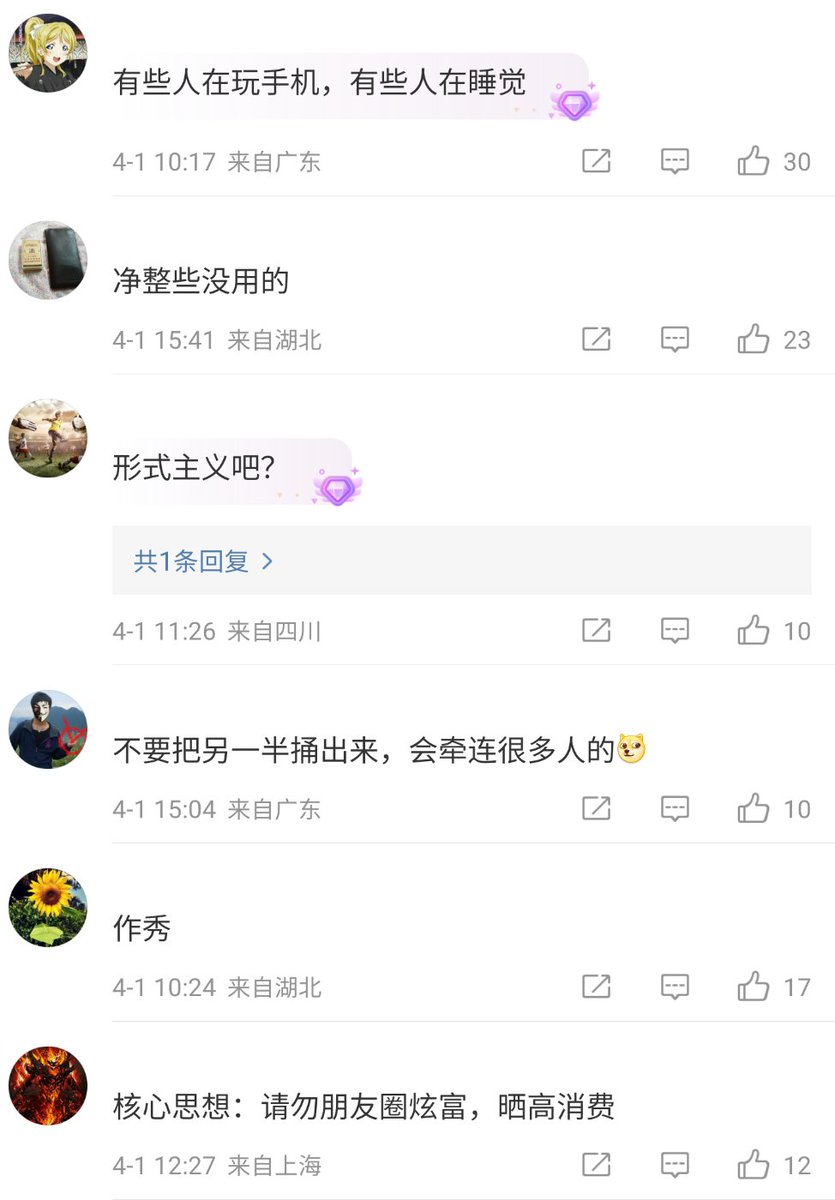 有些人在玩手机，有些人在睡觉
4-1 10:17 来自广东 30
净整些没用的
4-1 15:41 来自湖北 23
形式主义吧？
共1条回复 >
4-1 11:26 来自四川 10
不要把另一半捅出来，会牵连很多人的
4-1 15:04 来自广东 10
作秀
4-1 10:24 来自湖北 17
核心思想：请勿朋友圈炫富，晒高消费
4-1 12:27 来自上海 12